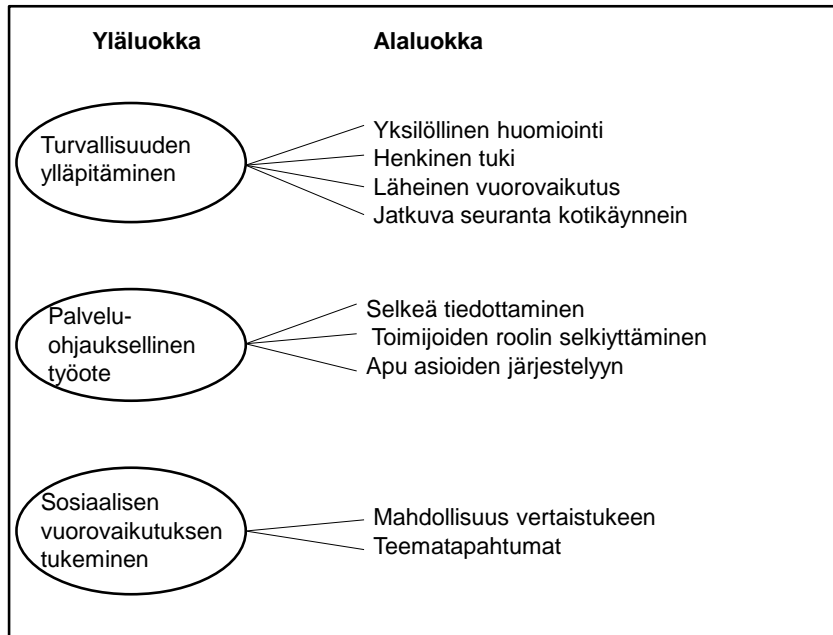 Yläluokka Alaluokka
Turvallisuuden
ylläpitäminen
Yksilöllinen huomiointi
Henkinen tuki
Läheinen vuorovaikutus
Jatkuva seuranta kotikäynnein
Palvelu-
ohjauksellinen
työote
Selkeä tiedottaminen
Toimijoiden roolin selkiyttäminen
Apu asioiden järjestelyyn
Sosiaalisen
vuorovaikutuksen
tukeminen
Mahdollisuus vertaistukeen
Teematapahtumat